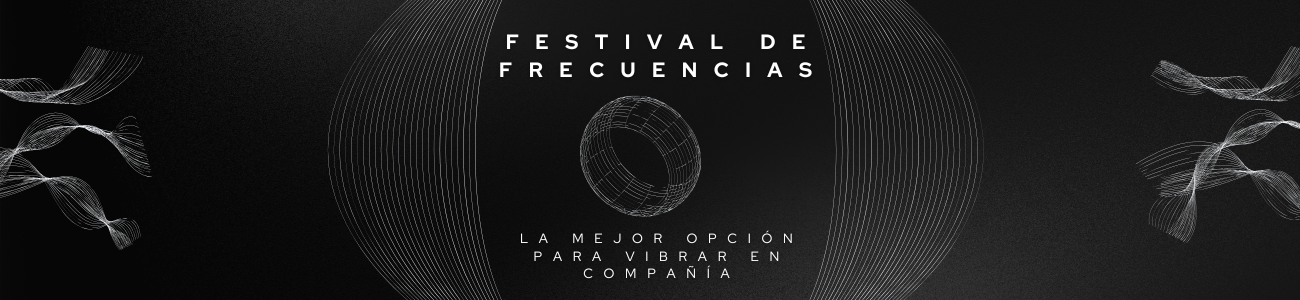 FESTIVAL DE
FRECUENCIAS
LA MEJOR OPCIÓN
PARA VIBRAR EN
COMPAÑÍA